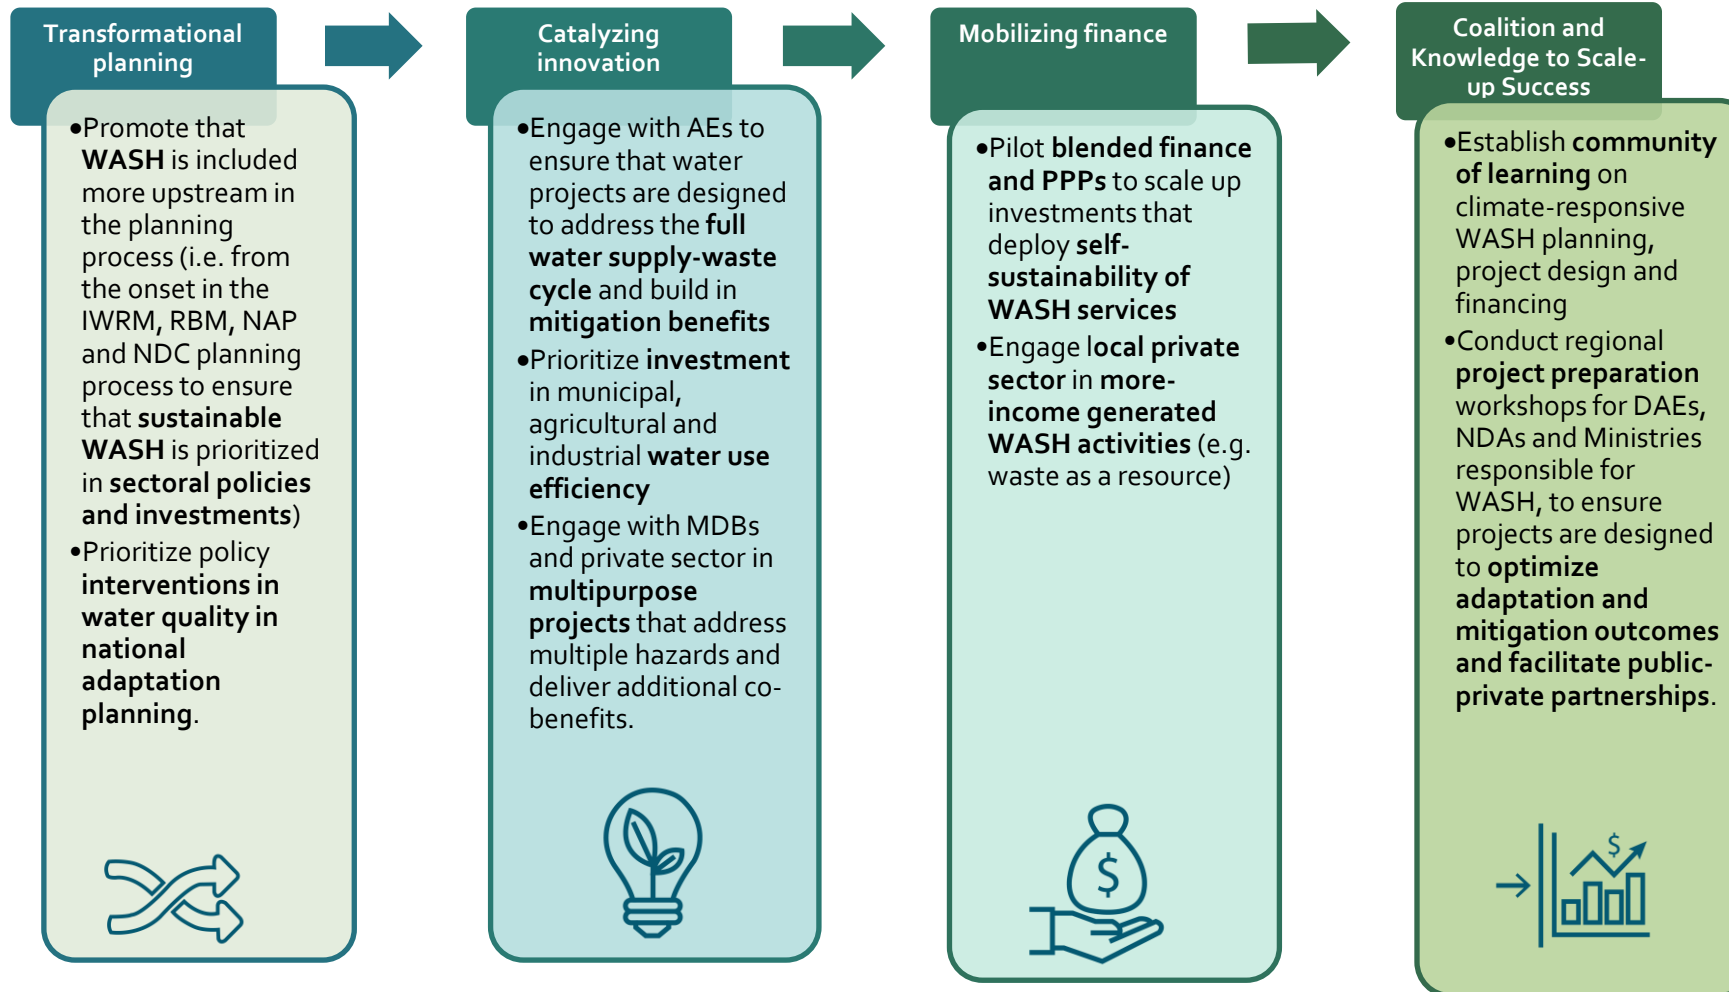 Transformational
planning
•Promote that
WASH is included
more upstream in
the planning
process (i.e. from
the onset in the
IWRM, RBM, NAP
and NDC planning
process to ensure
that sustainable
WASH is prioritized
in sectoral policies
and investments)
•Prioritize policy
interventions in
water quality in
national
adaptation
planning.
Catalyzing
innovation
•Engage with AEs to
ensure that water
projects are designed
to address the full
water supply-waste
cycle and build in
mitigation benefits
•Prioritize investment
in municipal,
agricultural and
industrial water use
efficiency
•Engage with MDBs
and private sector in
multipurpose
projects that address
multiple hazards and
deliver additional co-
benefits.
Mobilizing finance
•Pilot blended finance
and PPPs to scale up
investments that
deploy self-
sustainability of
WASH services
•Engage local private
sector in more-
income generated
WASH activities (e.g.
waste as a resource)
$
Coalition and
Knowledge to Scale-
up Success
•Establish community
of learning on
climate-responsive
WASH planning,
project design and
financing
•Conduct regional
project preparation
workshops for DAEs,
NDAs and Ministries
responsible for
WASH, to ensure
projects are designed
to optimize
adaptation and
mitigation outcomes
and facilitate public-
private partnerships.
$